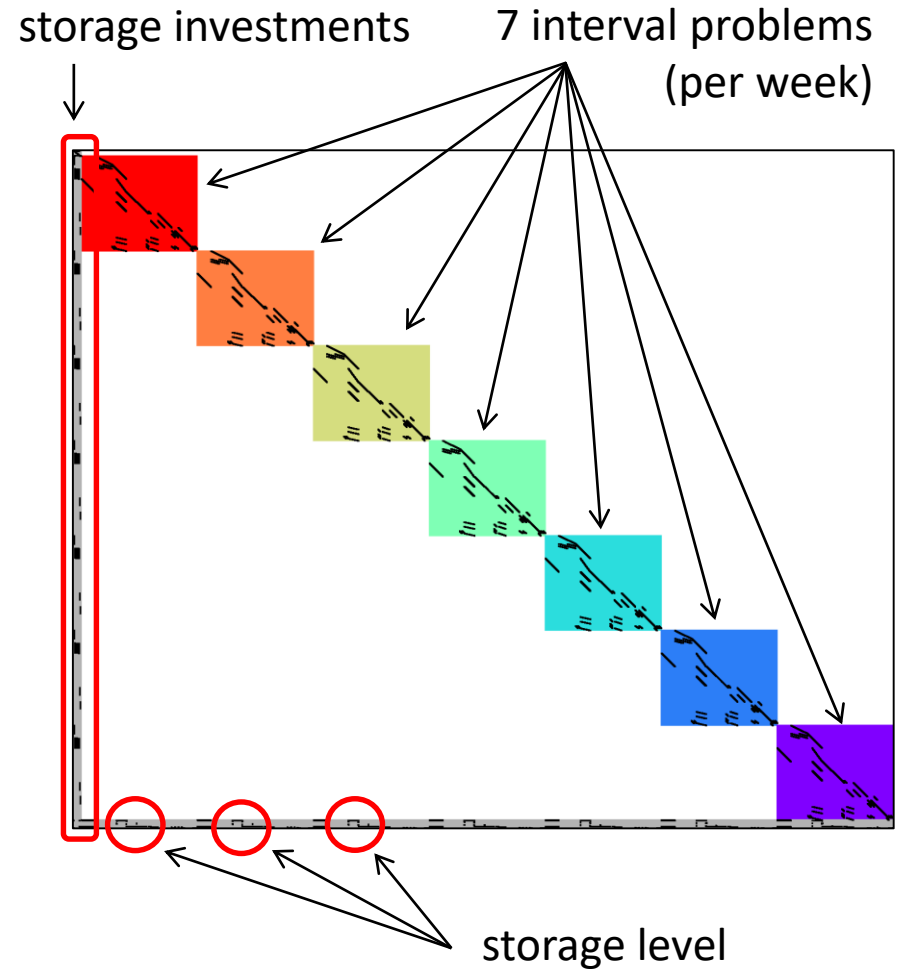 storage investments
7 interval problems
(per week)
storage level